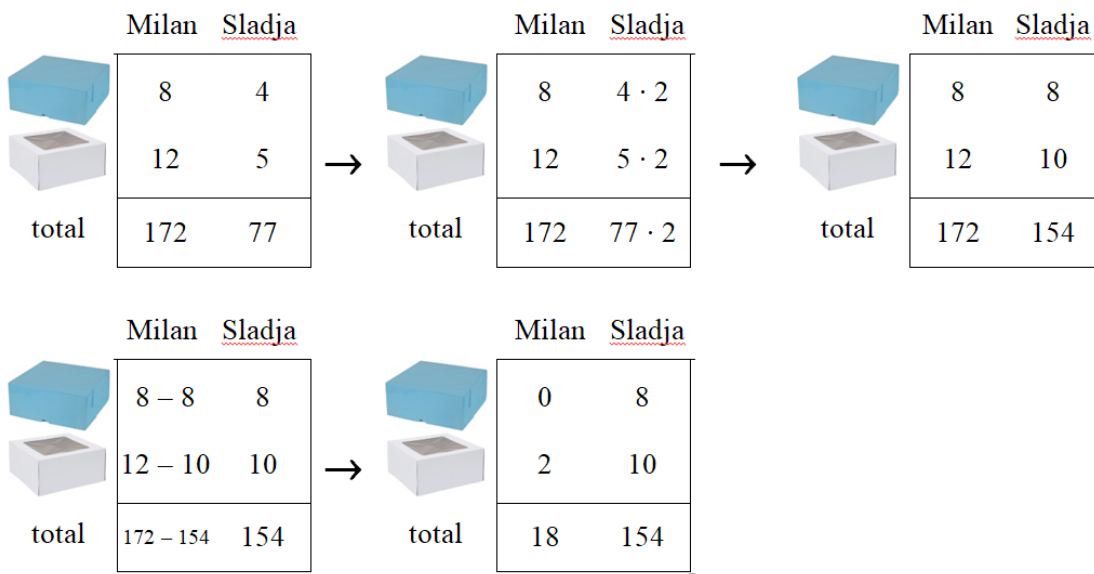 Milan Sladja Milan Sladja Milan Sladja
8 4 8 4 · 2 8 8
12 5 → 12 5 · 2 → 12 10
total 172 77 total 172 77 · 2 total 172 154
Milan Sladja Milan Sladja
8 – 8 8 0 8
12 – 10 10 → 2 10
total 172 – 154 154 total 18 154